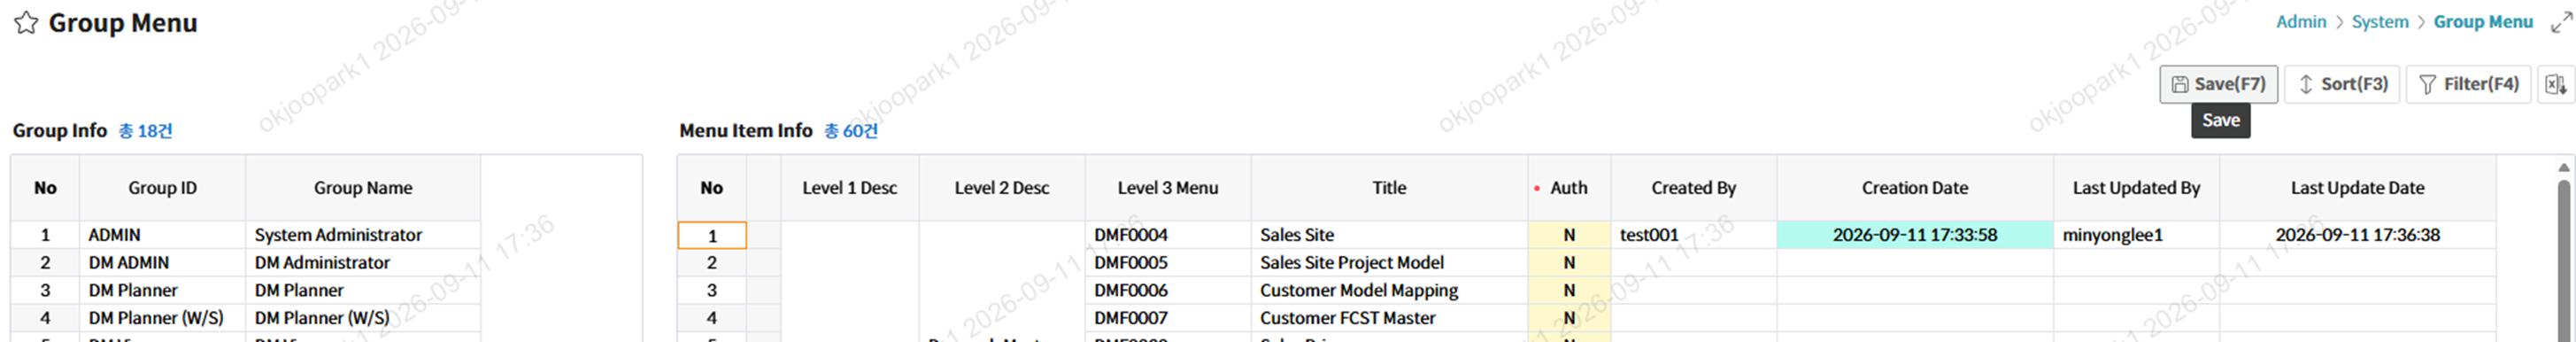 Group Menu
Admin > System > Group Menu
Save(F7) Sort(F3) Filter(F4)
Save
Group Info 총 18건
Menu Item Info 총 60건
No Group ID Group Name
1 ADMIN System Administrator
2 DM ADMIN DM Administrator
3 DM Planner DM Planner
4 DM Planner (W/S) DM Planner (W/S)
No Level 1 Desc Level 2 Desc Level 3 Menu Title • Auth Created By Creation Date Last Updated By Last Update Date
1 DMF0004 Sales Site N test001 2026-09-11 17:33:58 minyonglee1 2026-09-11 17:36:38
2 DMF0005 Sales Site Project Model N
3 DMF0006 Customer Model Mapping N
4 DMF0007 Customer FCST Master N
okjoopark1 2026-09-11 17:36